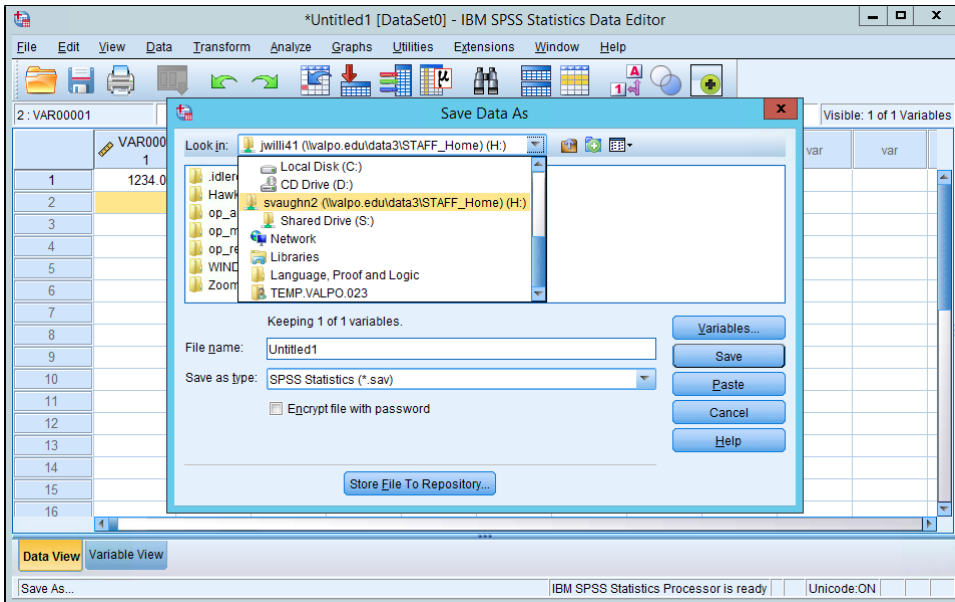 *Untitled1 [DataSet0] - IBM SPSS Statistics Data Editor
File Edit View Data Transform Analyze Graphs Utilities Extensions Window Help
2 : VAR00001
Visible: 1 of 1 Variables
Save Data As
Look in: jwilli41 (\\valpo.edu\data3\STAFF_Home) (H:)
Local Disk (C:)
CD Drive (D:)
svaughn2 (\\valpo.edu\data3\STAFF_Home) (H:)
Shared Drive (S:)
Network
Libraries
Language, Proof and Logic
TEMP.VALPO.023
.idlere
Hawk
op_a
op_m
op_re
WIND
Zoom
Keeping 1 of 1 variables.
File name: Untitled1
Save as type: SPSS Statistics (*.sav)
Encrypt file with password
Variables...
Save
Paste
Cancel
Help
Store File To Repository...
VAR000
1
var
var
1 1234.0
2
3
4
5
6
7
8
9
10
11
12
13
14
15
16
Data View Variable View
Save As...
IBM SPSS Statistics Processor is ready
Unicode:ON